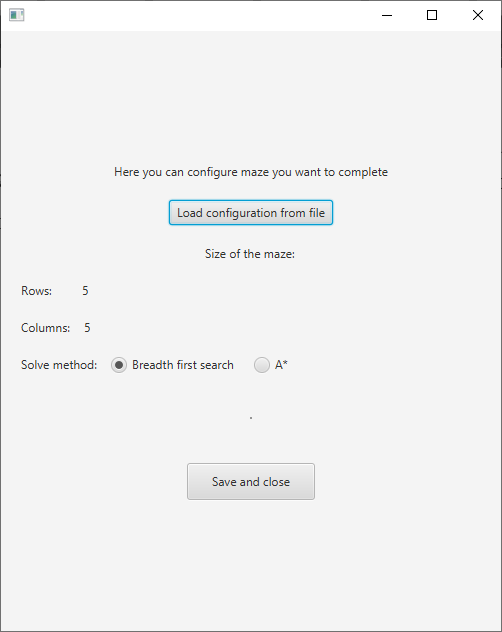 Here you can configure maze you want to complete
Load configuration from file
Size of the maze:
Rows: 5
Columns: 5
Solve method: Breadth first search A*
.
Save and close